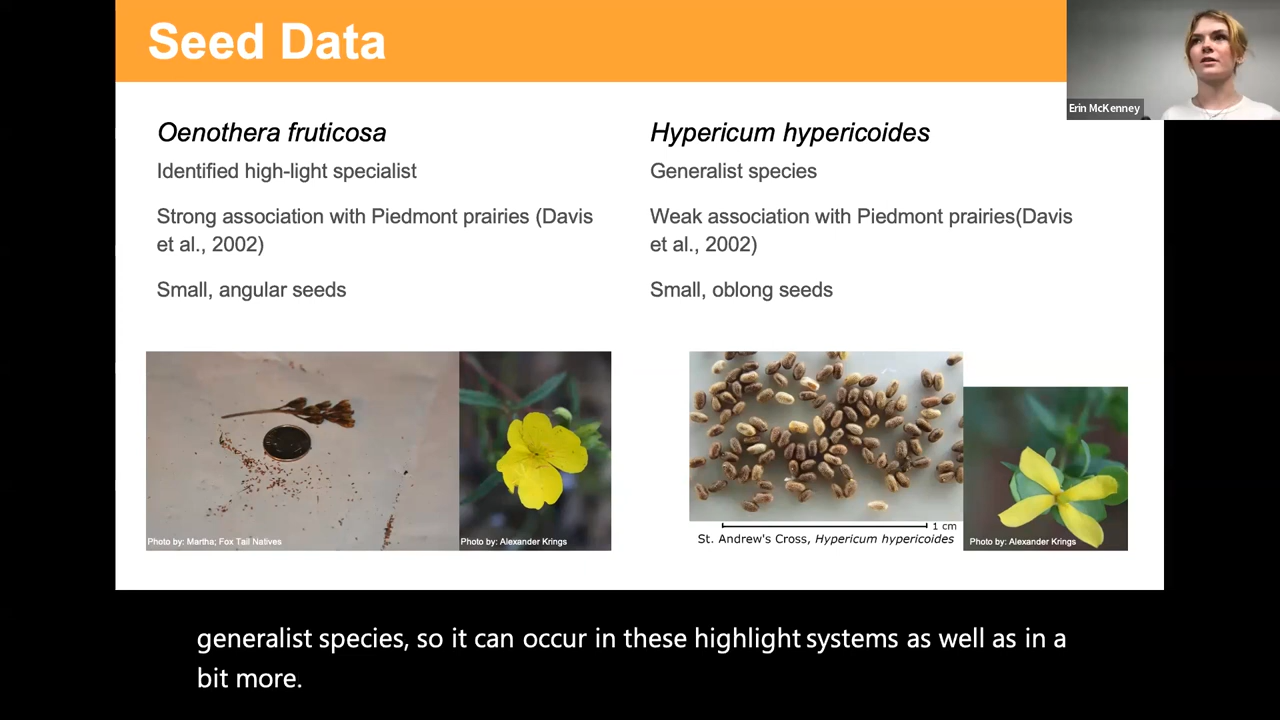 Seed Data
Erin McKenney
Oenothera fruticosa
Identified high-light specialist
Strong association with Piedmont prairies (Davis
et al., 2002)
Small, angular seeds
Hypericum hypericoides
Generalist species
Weak association with Piedmont prairies(Davis
et al., 2002)
Small, oblong seeds
Photo by: Martha; Fox Tail Natives
Photo by: Alexander Krings
1 cm
St. Andrew's Cross, Hypericum hypericoides
Photo by: Alexander Krings
generalist species, so it can occur in these highlight systems as well as in a
bit more.